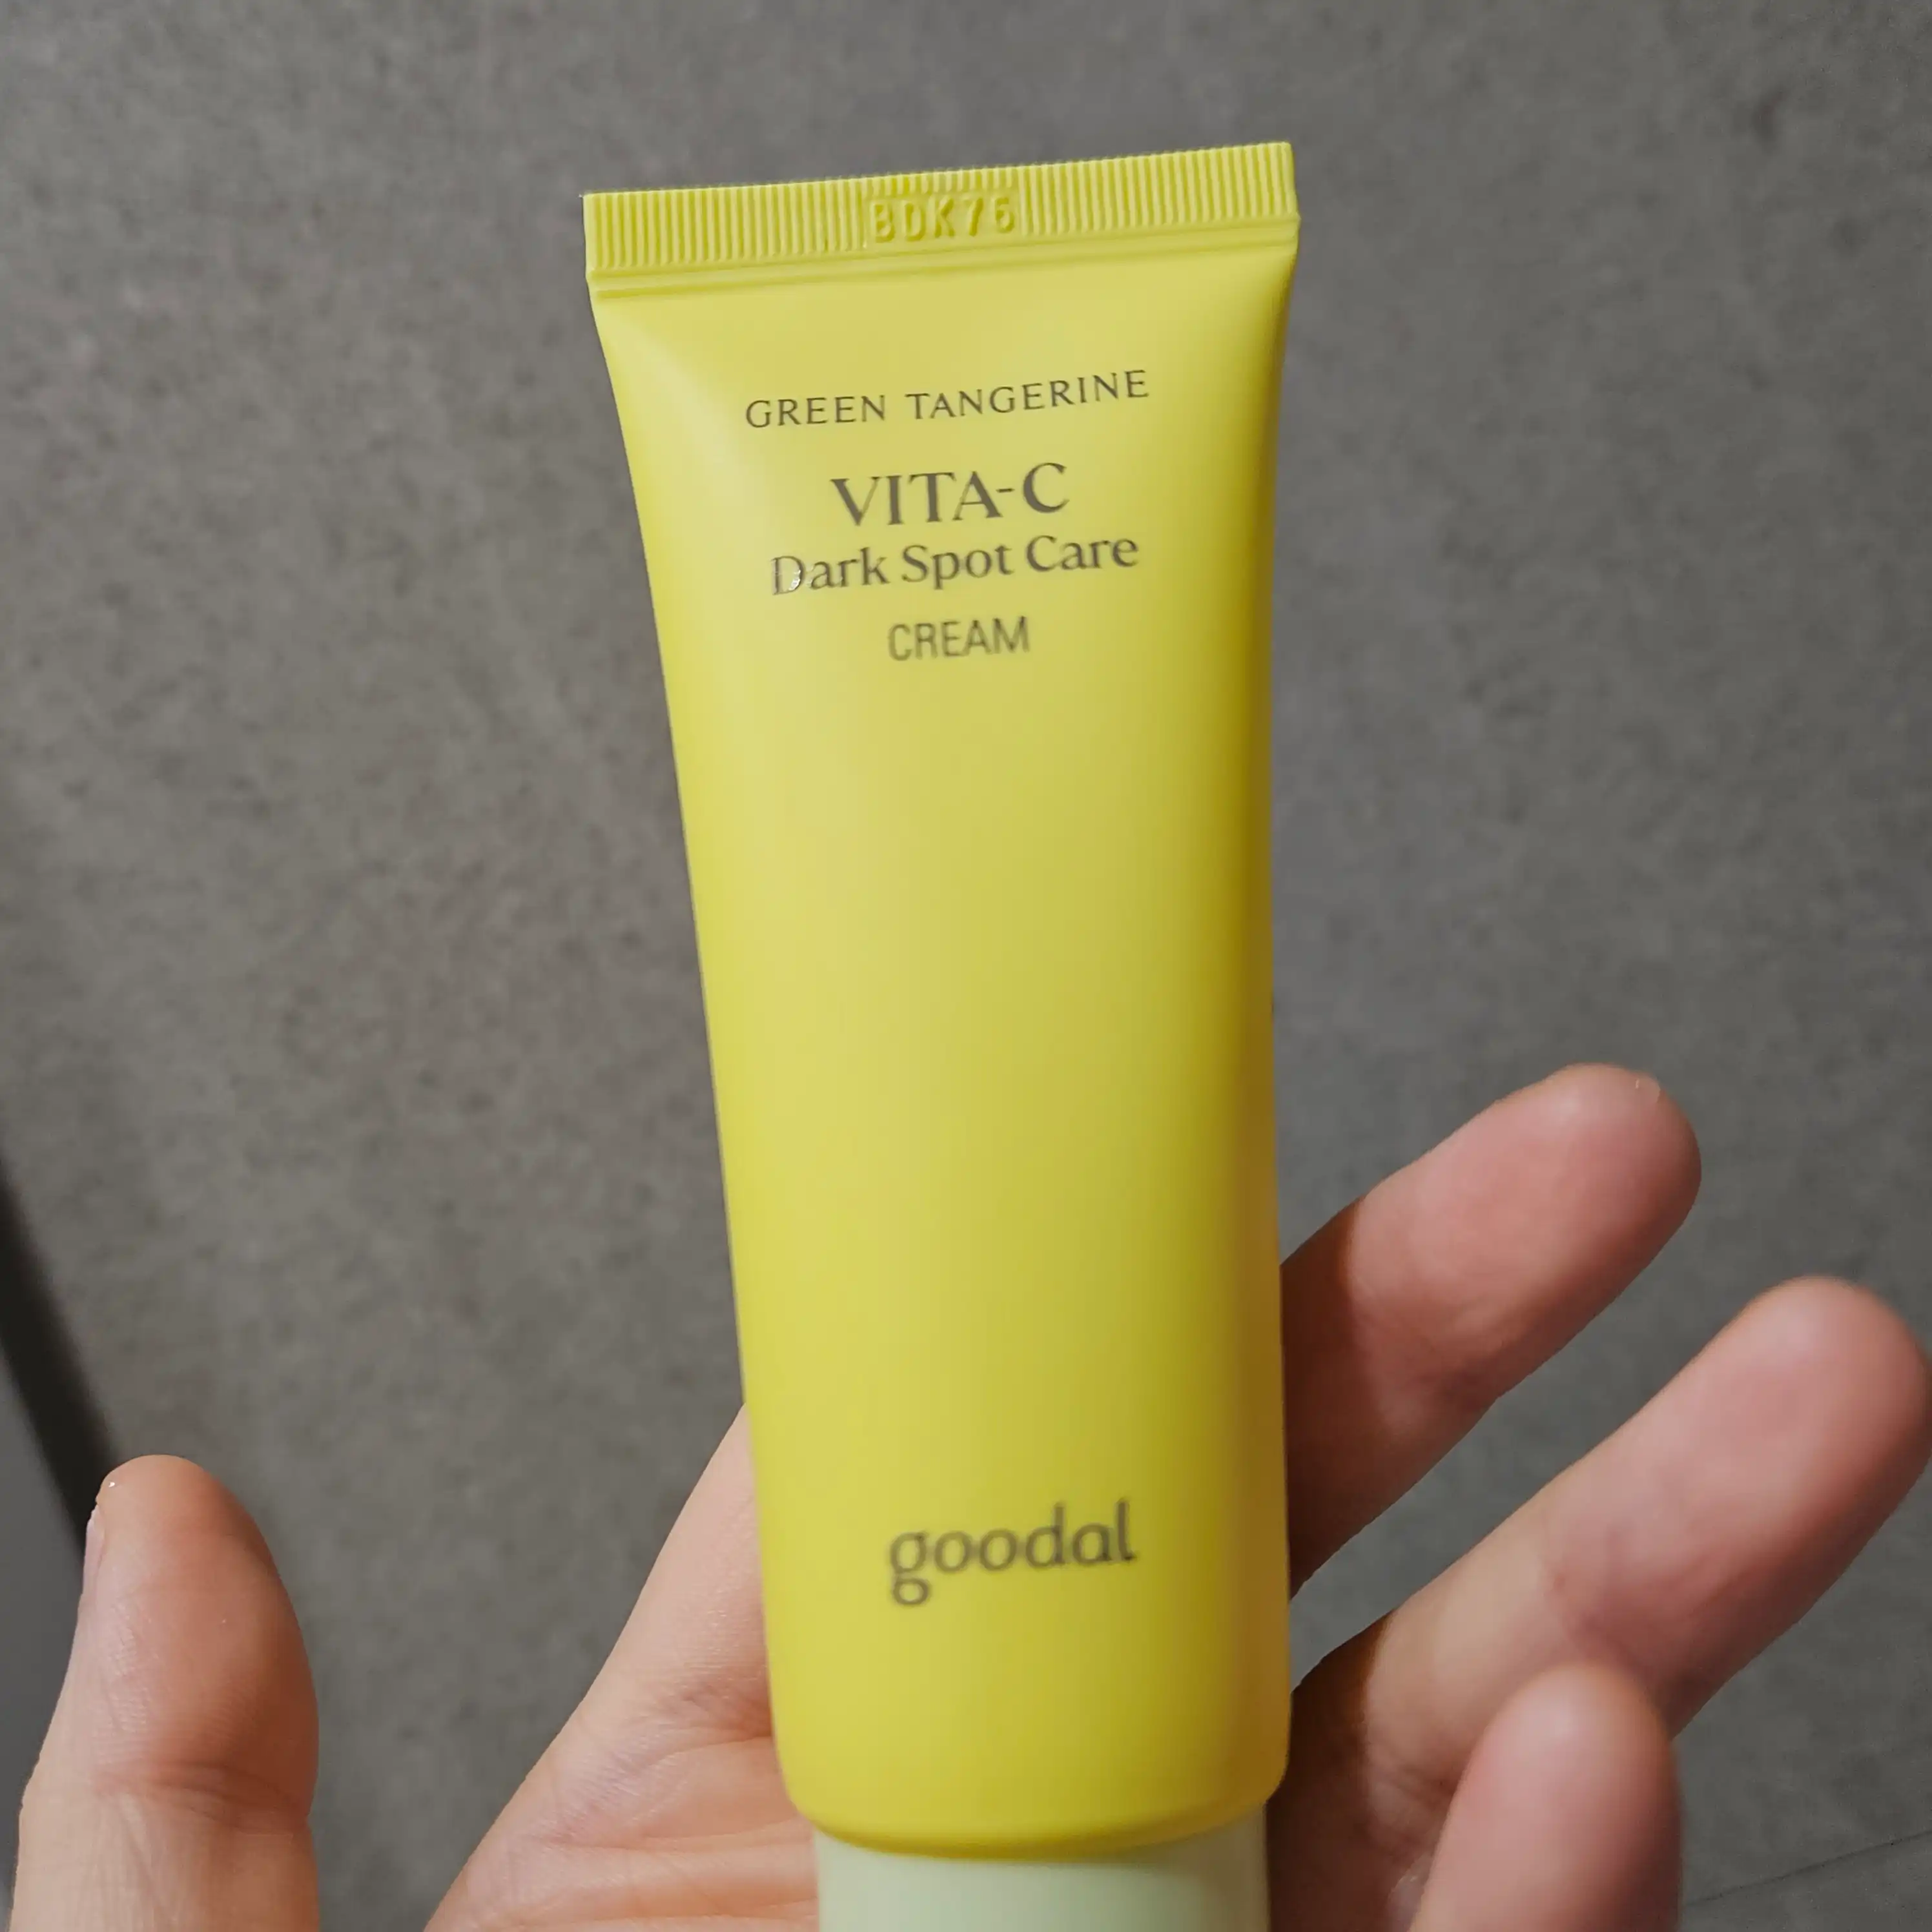 BDK76
GREEN TANGERINE
VITA-C
Dark Spot Care
CREAM
goodal